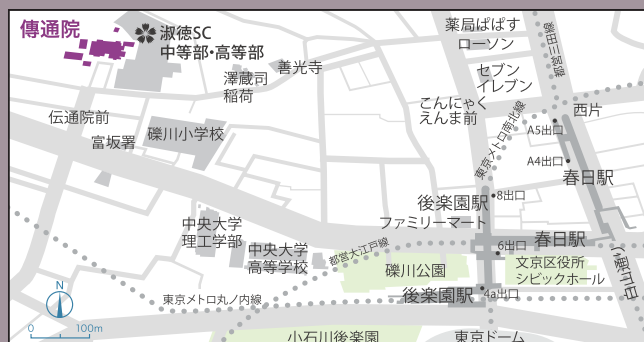 傳通院
淑徳SC
中等部・高等部
薬局ぱぱす
ローソン
都営三田線
善光寺
澤蔵司
稲荷
セブン
イレブン
こんにゃく
えんま前
西片
伝通院前
富坂署
礫川小学校
東京メトロ南北線
A5出口
A4出口
春日駅
8出口
後楽園駅
ファミリーマート
中央大学
理工学部
中央大学
高等学校
都営大江戸線
6出口
春日駅
礫川公園
文京区役所
シビックホール
白山通り
東京メトロ丸ノ内線
後楽園駅
4a出口
N
0
100m
小石川後楽園
東京ドーム